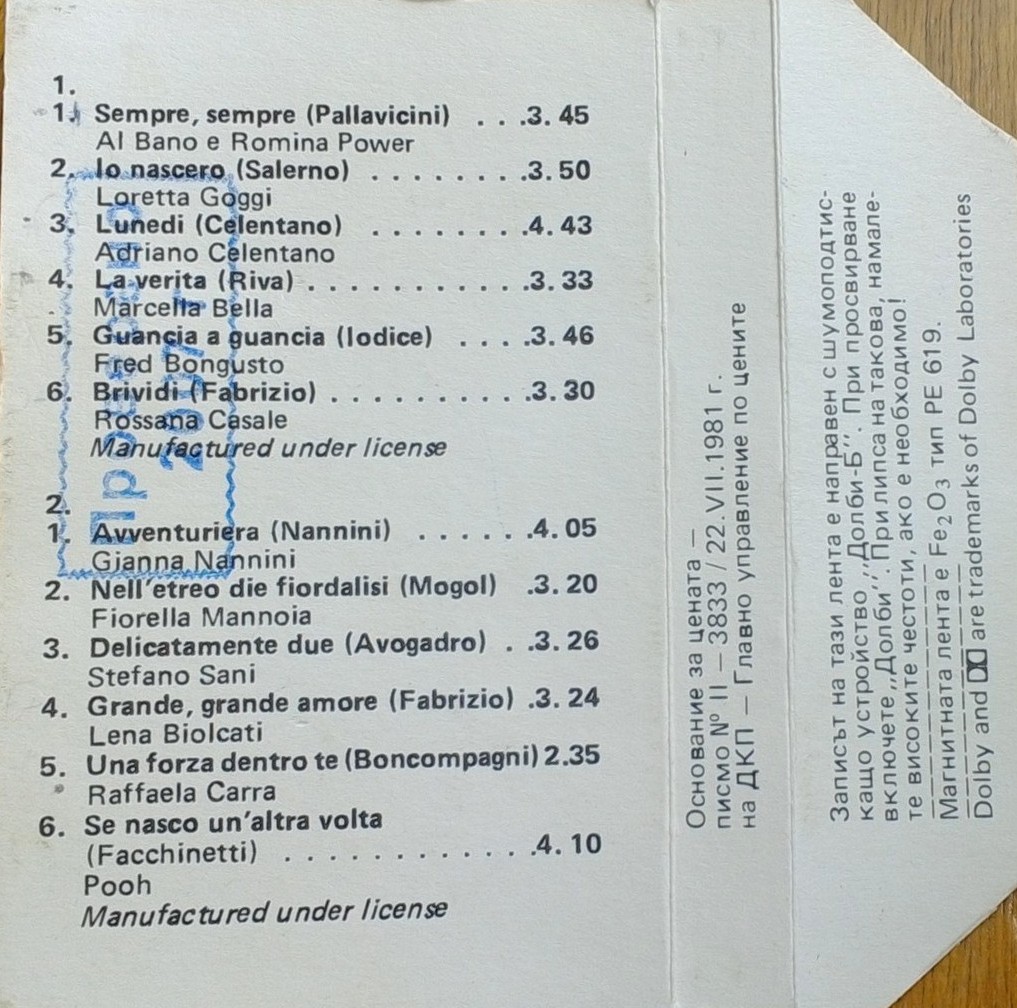 1.
1. Sempre, sempre (Pallavicini) . . .3. 45
Al Bano e Romina Power
2. Io nascero (Salerno) . . . . . . . .3. 50
Loretta Goggi
3. Lunedi (Celentano) . . . . . . . .4. 43
Adriano Celentano
4. La verita (Riva) . . . . . . . . . . .3. 33
Marcella Bella
5. Guancia a guancia (Iodice) . . . .3. 46
Fred Bongusto
6. Brividi (Fabrizio) . . . . . . . . . .3. 30
Rossana Casale
Manufactured under license
2.
1. Avventuriera (Nannini) . . . . . .4. 05
Gianna Nannini
2. Nell'etreo die fiordalisi (Mogol) .3. 20
Fiorella Mannoia
3. Delicatamente due (Avogadro) . .3. 26
Stefano Sani
4. Grande, grande amore (Fabrizio) .3. 24
Lena Biolcati
5. Una forza dentro te (Boncompagni) 2.35
Raffaela Carra
6. Se nasco un'altra volta
(Facchinetti) . . . . . . . . . . . .4. 10
Pooh
Manufactured under license
Основание за цената —
писмо № II — 3833 / 22.VII.1981 г.
на ДКП — Главно управление по цените
Записът на тази лента е направен с шумоподтис-
кащо устройство ,,Долби-Б''. При просвирване
включете ,,Долби''. При липса на такова, намале-
те високите честоти, ако е необходимо!
Магнитната лента е Fe2O3 тип РЕ 619.
Dolby and are trademarks of Dolby Laboratories